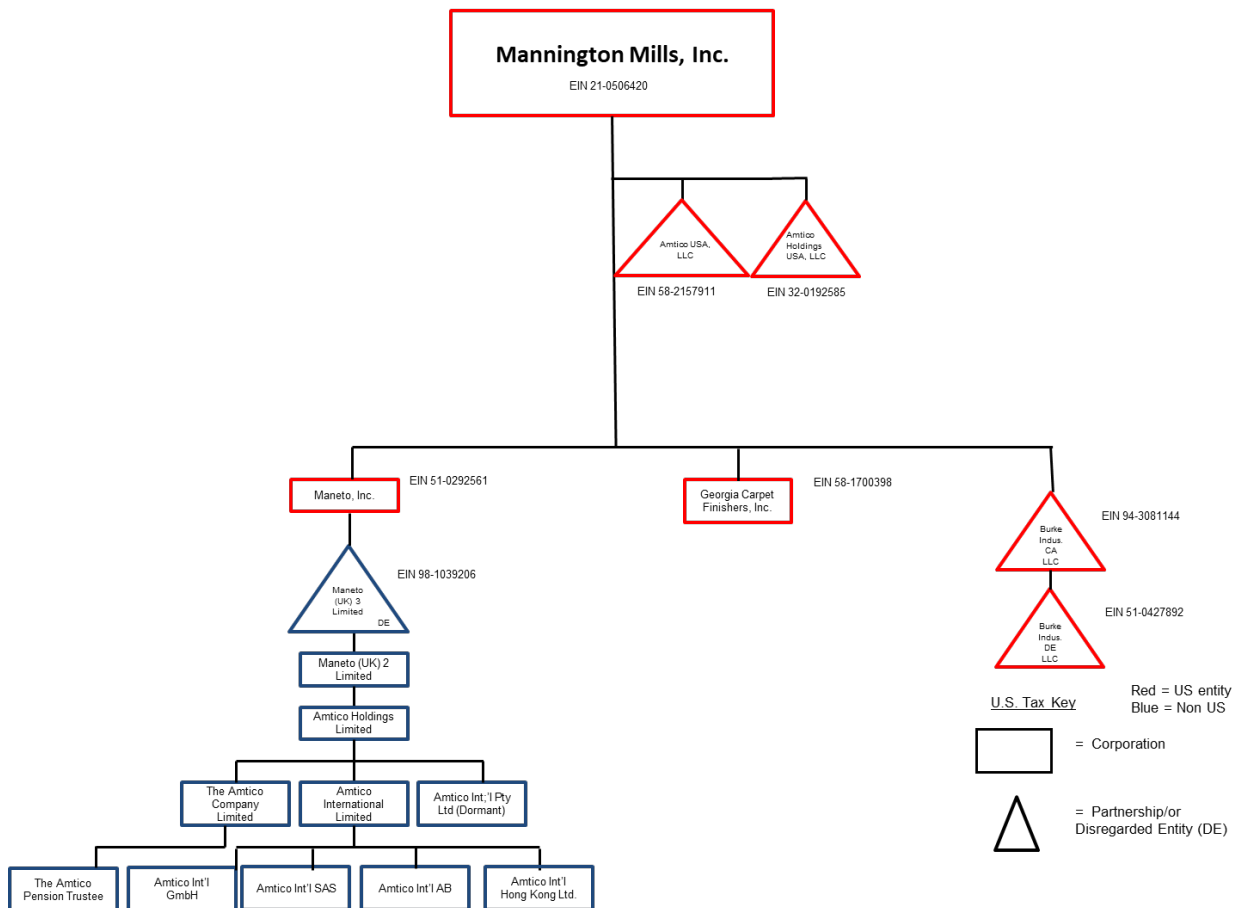 Mannington Mills, Inc.
EIN 21-0506420
Amtico USA,
LLC
Amtico
Holdings
USA, LLC
EIN 58-2157911
EIN 32-0192585
Maneto, Inc.
EIN 51-0292561
Georgia Carpet
Finishers, Inc.
EIN 58-1700398
Burke
Indus.
CA
LLC
EIN 94-3081144
Maneto
(UK) 3
Limited
DE
EIN 98-1039206
Burke
Indus.
DE
LLC
EIN 51-0427892
Maneto (UK) 2
Limited
Amtico Holdings
Limited
The Amtico
Company
Limited
Amtico
International
Limited
Amtico Int;'l Pty
Ltd (Dormant)
The Amtico
Pension Trustee
Amtico Int'l
GmbH
Amtico Int'l SAS
Amtico Int'l AB
Amtico Int'l
Hong Kong Ltd.
U.S. Tax Key
Red = US entity
Blue = Non US
= Corporation
= Partnership/or
Disregarded Entity (DE)